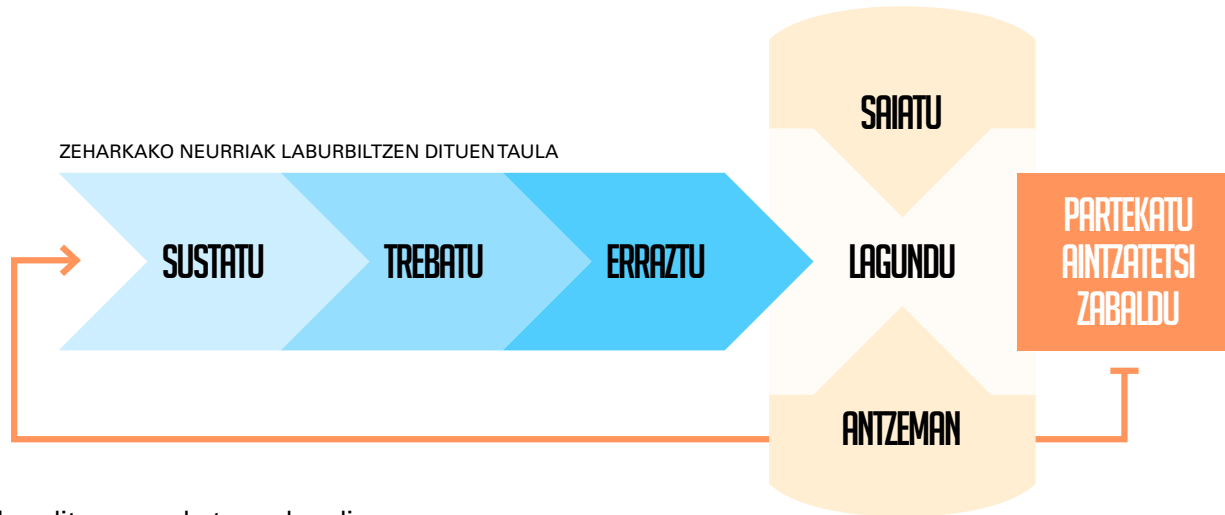 ZEHARKAKO NEURRIAK LABURBILTZEN DITUEN TAULA
SUSTATU
TREBATU
ERRAZTU
SAIATU
LAGUNDU
ANTZEMAN
PARTEKATU
AINTZATETSI
ZABALDU